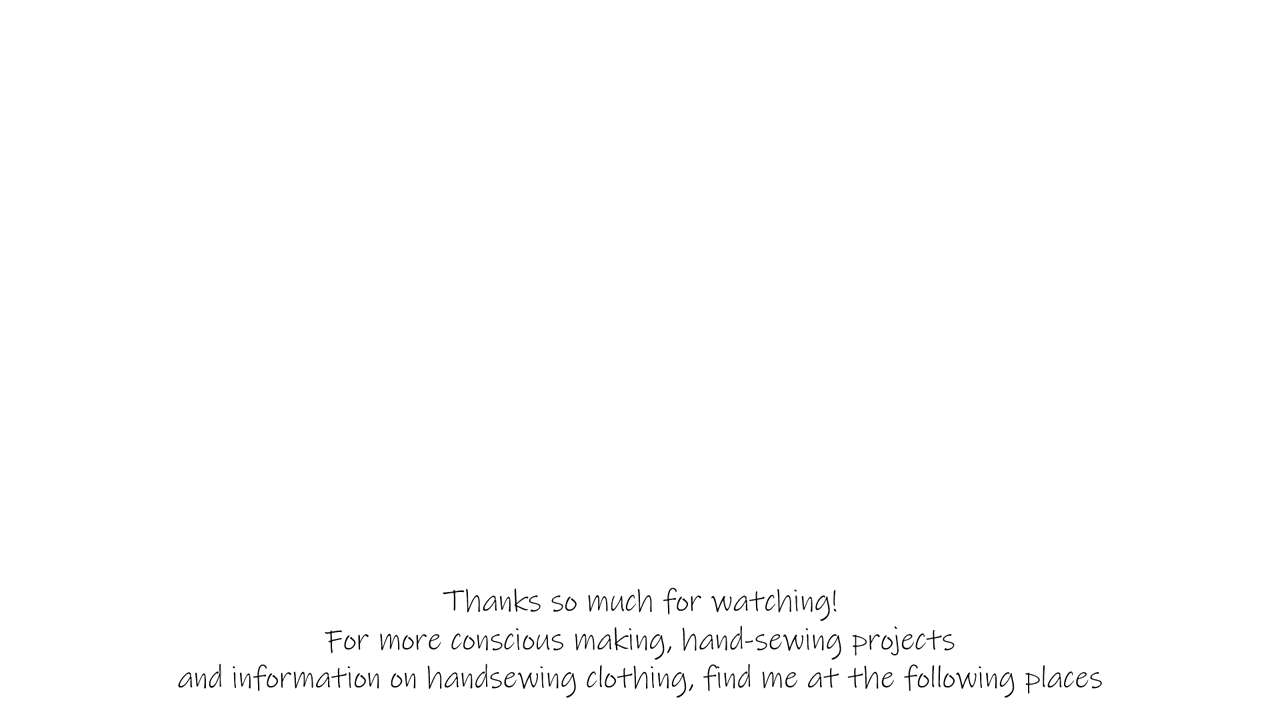 Thanks so much for watching!
For more conscious making, hand-sewing projects
and information on handsewing clothing, find me at the following places